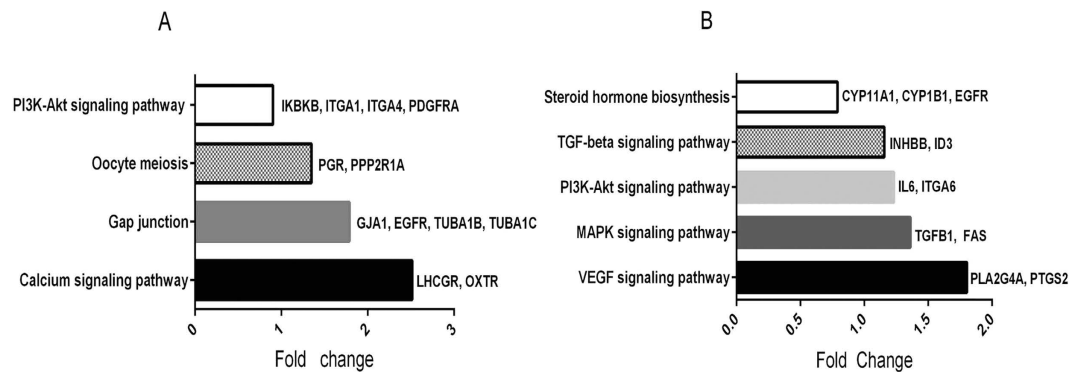 A
PI3K-Akt signaling pathway IKBKB, ITGA1, ITGA4, PDGFRA
Oocyte meiosis PGR, PPP2R1A
Gap junction GJA1, EGFR, TUBA1B, TUBA1C
Calcium signaling pathway LHCGR, OXTR
0 1 2 3
Fold change
B
Steroid hormone biosynthesis CYP11A1, CYP1B1, EGFR
TGF-beta signaling pathway INHBB, ID3
PI3K-Akt signaling pathway IL6, ITGA6
MAPK signaling pathway TGFB1, FAS
VEGF signaling pathway PLA2G4A, PTGS2
0.0 0.5 1.0 1.5 2.0
Fold Change